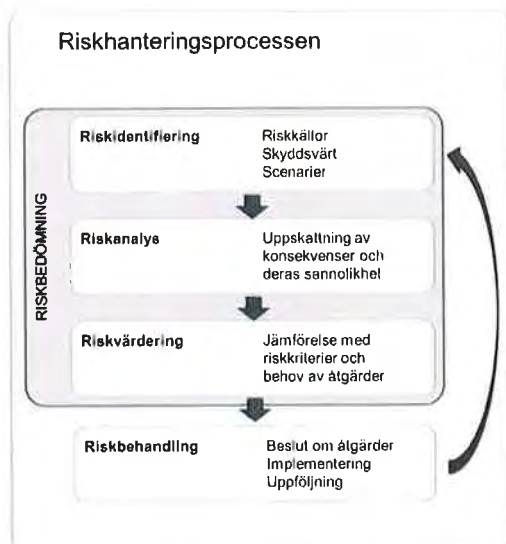 Riskhanteringsprocessen
RISKBEDÖMNING
Riskidentifiering
Riskkällor
Skyddsvärt
Scenarier
Riskanalys
Uppskattning av
konsekvenser och
deras sannolikhet
Riskvärdering
Jämförelse med
riskkriterier och
behov av åtgärder
Riskbehandling
Beslut om åtgärder
Implementering
Uppföljning